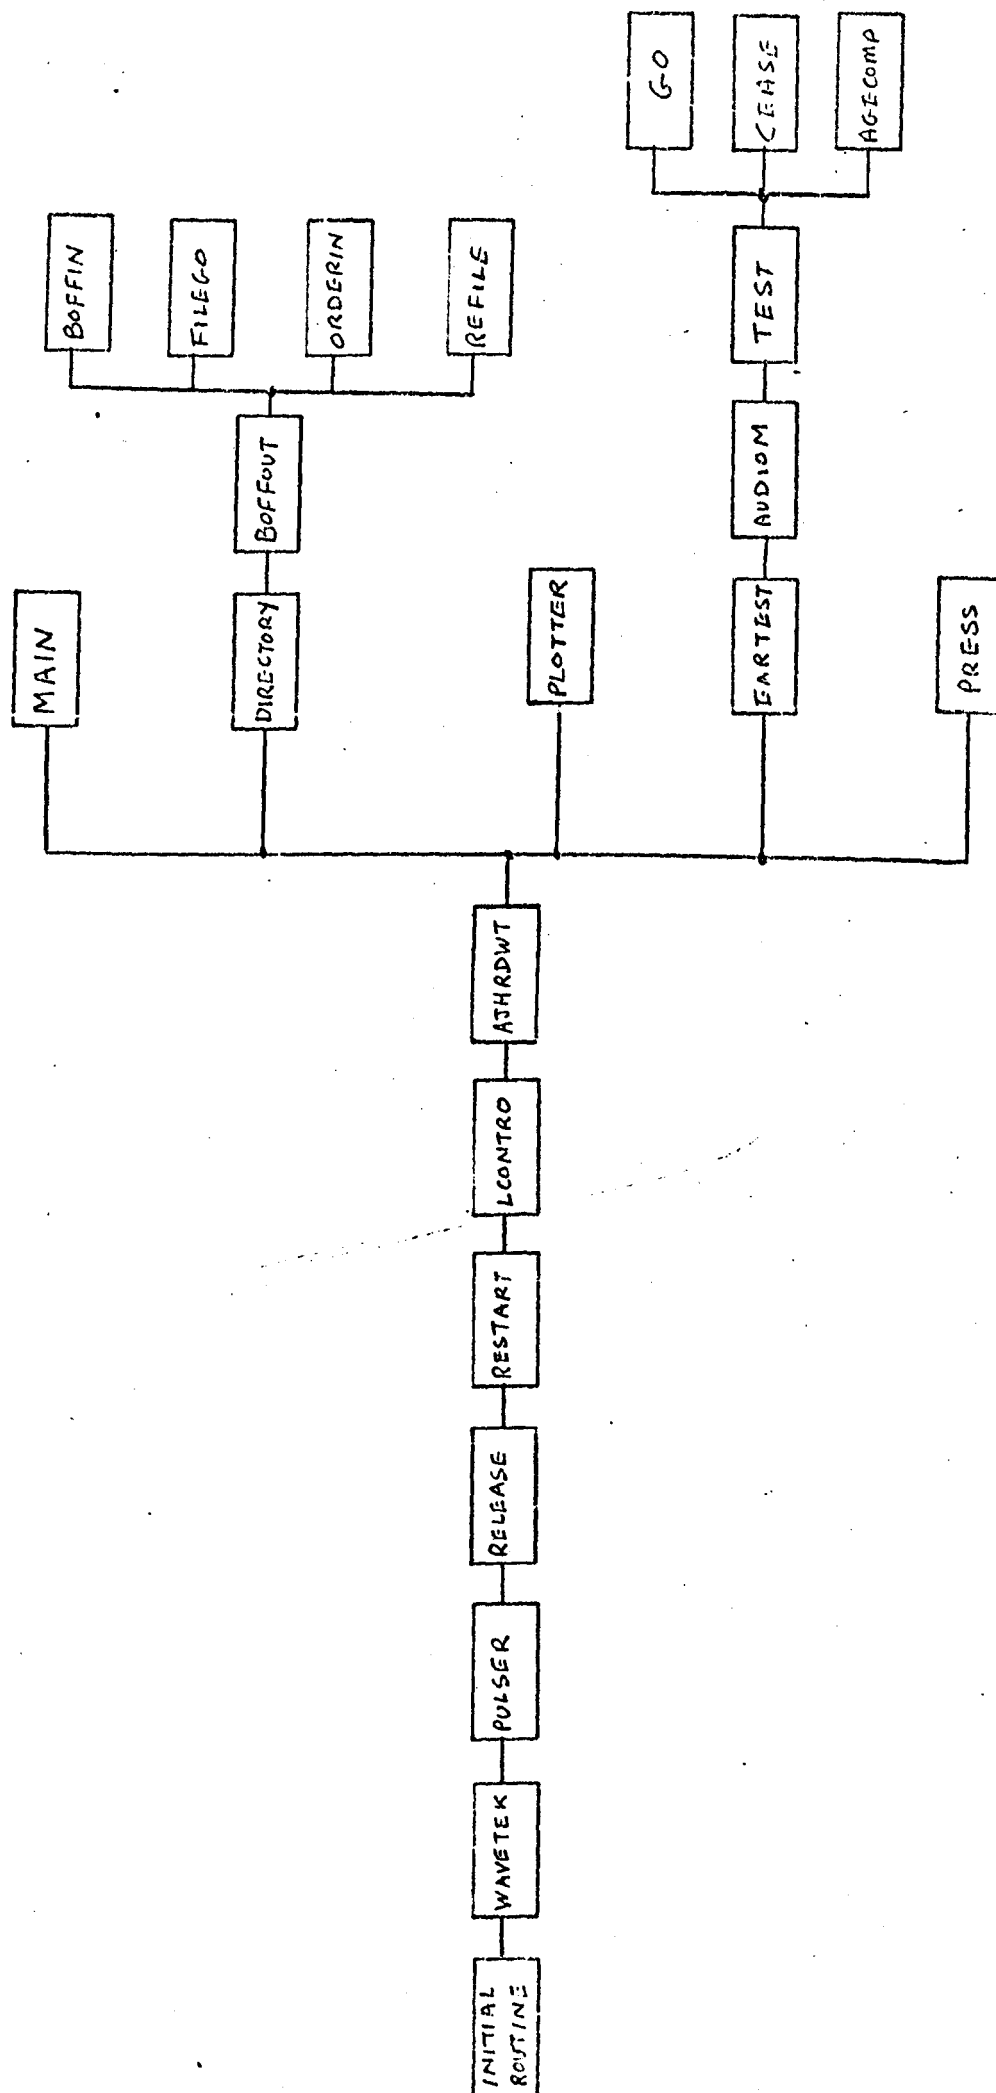 INITIAL
ROUTINE
WAVETEK
PULSER
RELEASE
RESTART
LCONTRO
AJHRDWT
MAIN
DIRECTORY
BOFFOUT
BOFFIN
FILEGO
ORDERIN
REFILE
PLOTTER
EARTEST
AUDIOM
TEST
GO
CEASE
AGECOMP
PRESS